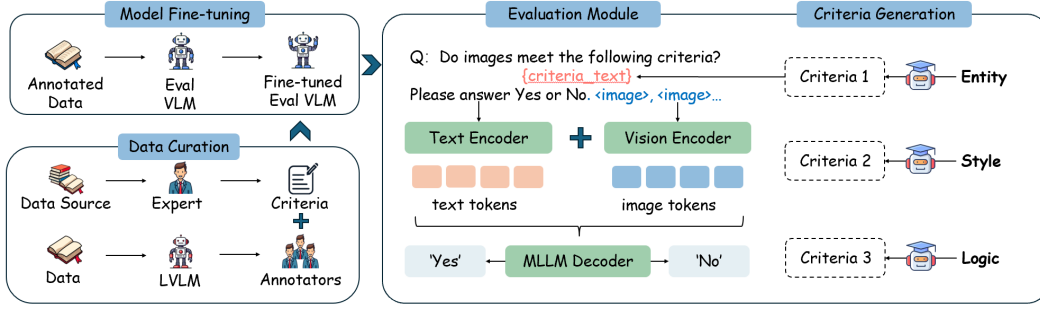 Model Fine-tuning
Annotated
Data
Eval
VLM
Fine-tuned
Eval VLM
Data Curation
Data Source
Expert
Criteria
+
Data
LVLM
Annotators
Evaluation Module
Criteria Generation
Q: Do images meet the following criteria?
{criteria_text}
Please answer Yes or No. <image>, <image>...
Text Encoder
+
Vision Encoder
text tokens
image tokens
'Yes'
MLLM Decoder
'No'
Criteria 1
Entity
Criteria 2
Style
Criteria 3
Logic